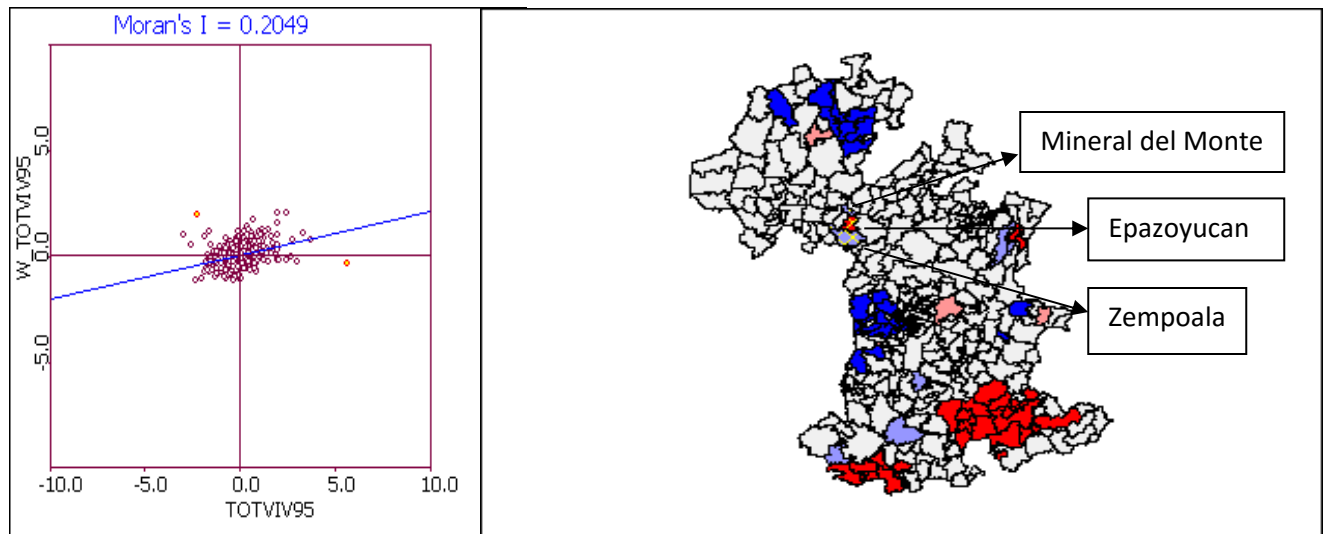 Moran's I = 0.2049
W_TOTVIV95
5.0
0.0
-5.0
-10.0 -5.0 0.0 5.0 10.0
TOTVIV95
Mineral del Monte
Epazoyucan
Zempoala